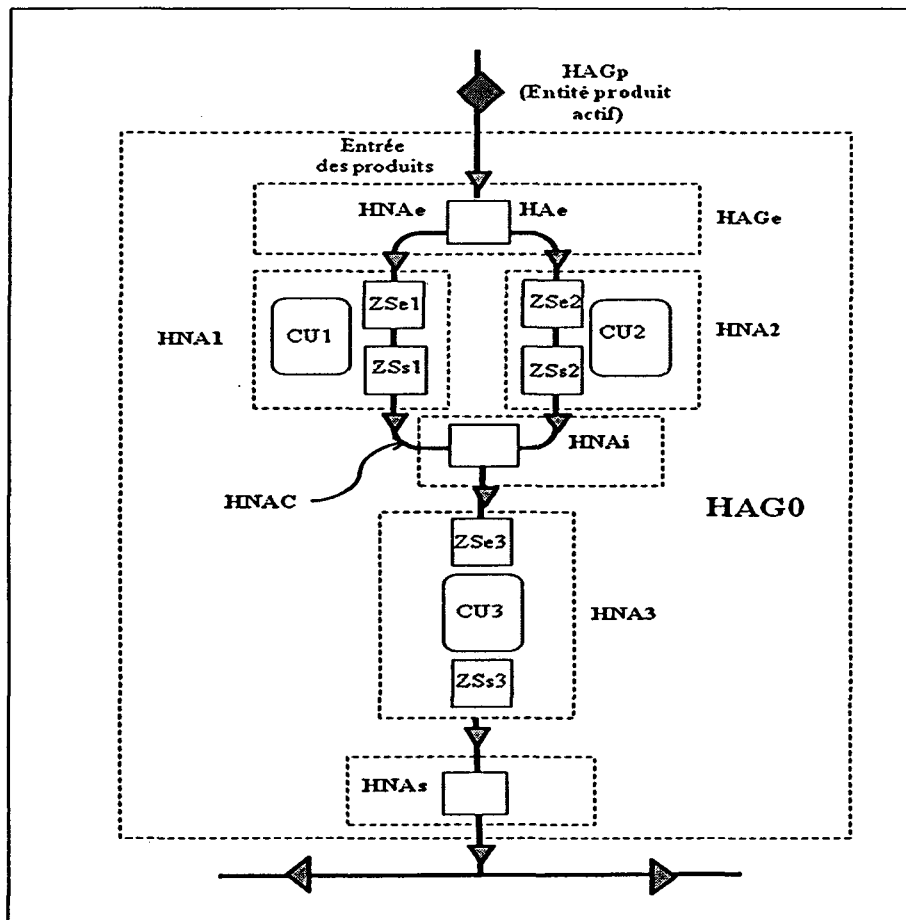 HAGp
(Entité produit
actif)
Entrée
des produits
HNAe
HAe
HAGe
HNA1
CU1
ZSe1
ZSs1
ZSe2
ZSs2
CU2
HNA2
HNAi
HNAC
HAG0
ZSe3
CU3
ZSs3
HNA3
HNAs